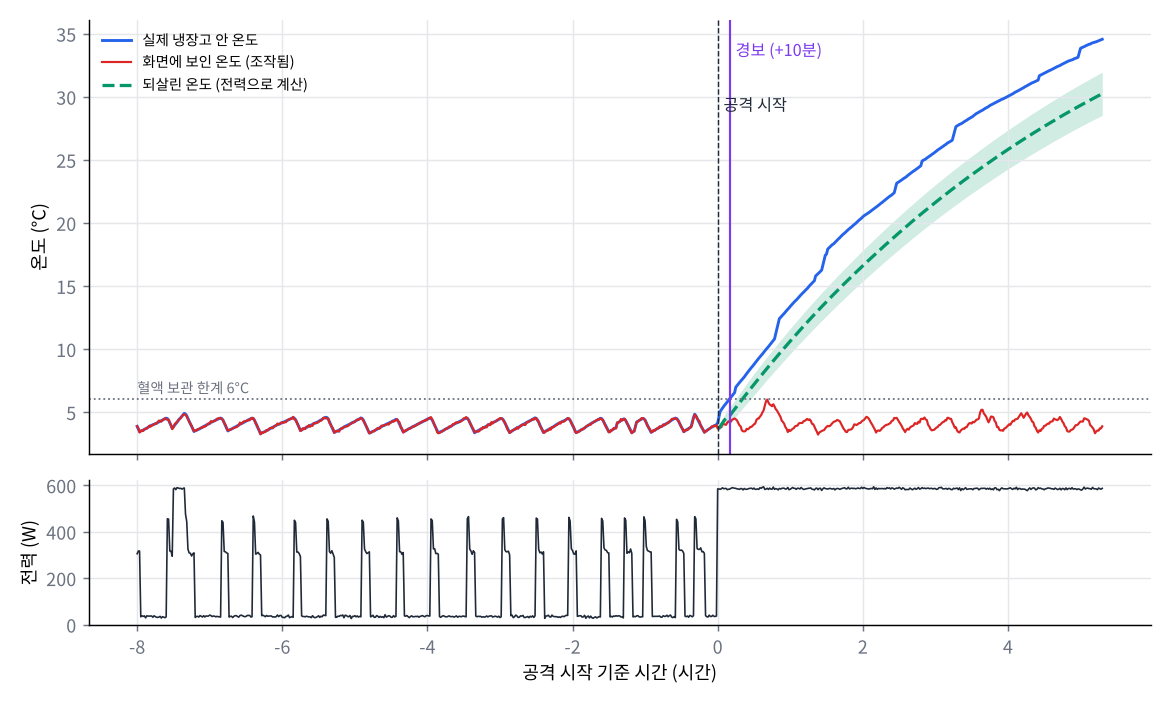 실제 냉장고 안 온도
화면에 보인 온도 (조작됨)
되살린 온도 (전력으로 계산)
경보 (+10분)
공격 시작
혈액 보관 한계 6°C
온도 (°C)
35
30
25
20
15
10
5
전력 (W)
600
400
200
0
-8 -6 -4 -2 0 2 4
공격 시작 기준 시간 (시간)